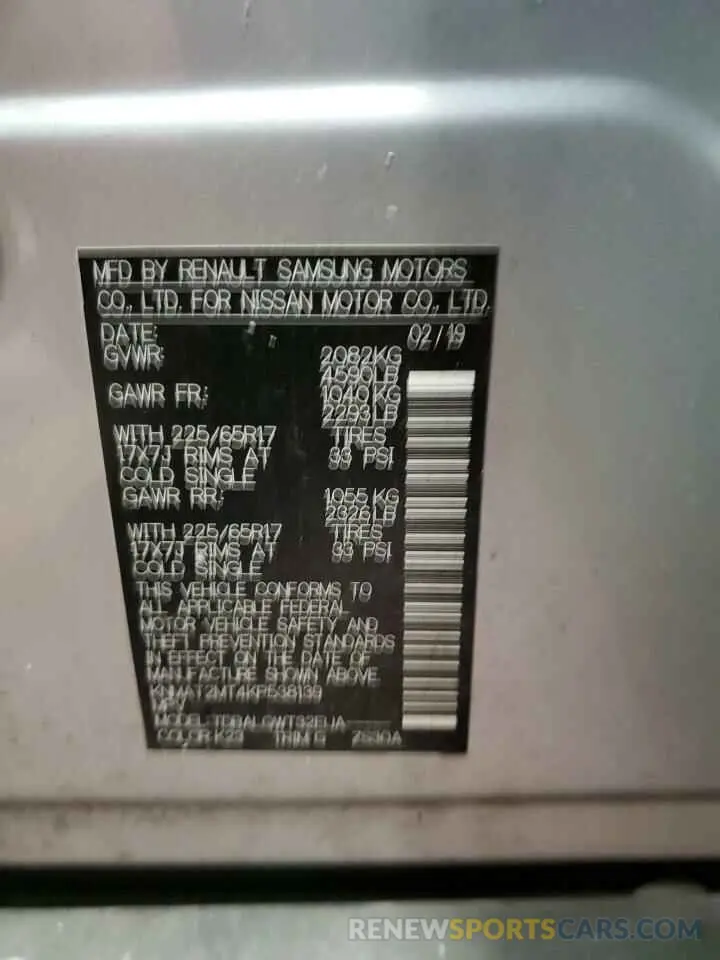 MFD BY RENAULT SAMSUNG MOTORS
CO., LTD. FOR NISSAN MOTOR CO., LTD.
DATE: 02/19
GVWR: 2082KG
4590LB
GAWR FR: 1040KG
2293LB
WITH 225/65R17 TIRES
17X7J RIMS AT 33 PSI
COLD SINGLE
GAWR RR: 1055KG
2326LB
WITH 225/65R17 TIRES
17X7J RIMS AT 33 PSI
COLD SINGLE
THIS VEHICLE CONFORMS TO
ALL APPLICABLE FEDERAL
MOTOR VEHICLE SAFETY AND
THEFT PREVENTION STANDARDS
IN EFFECT ON THE DATE OF
MANUFACTURE SHOWN ABOVE.
KNMAT2MT4KP538139
MPV
MODEL:
COLOR: K23 TRIM: G
RENEWSPORTSCARS.COM